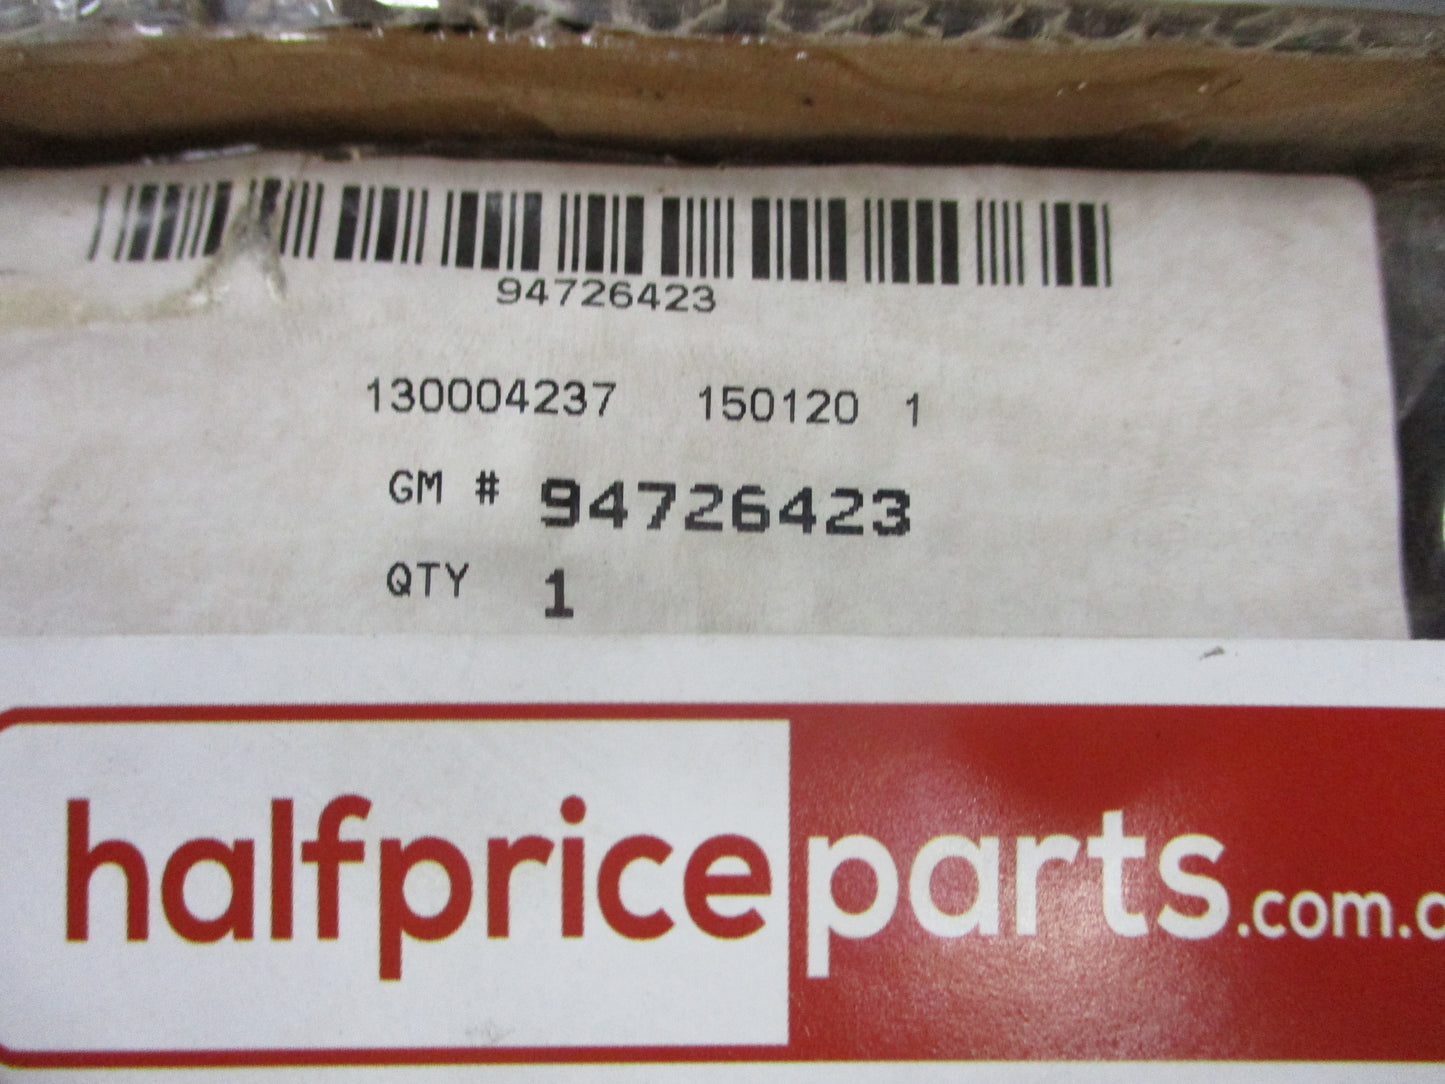 94726423
130004237 150120 1
GM # 94726423
QTY 1
halfpriceparts.com.